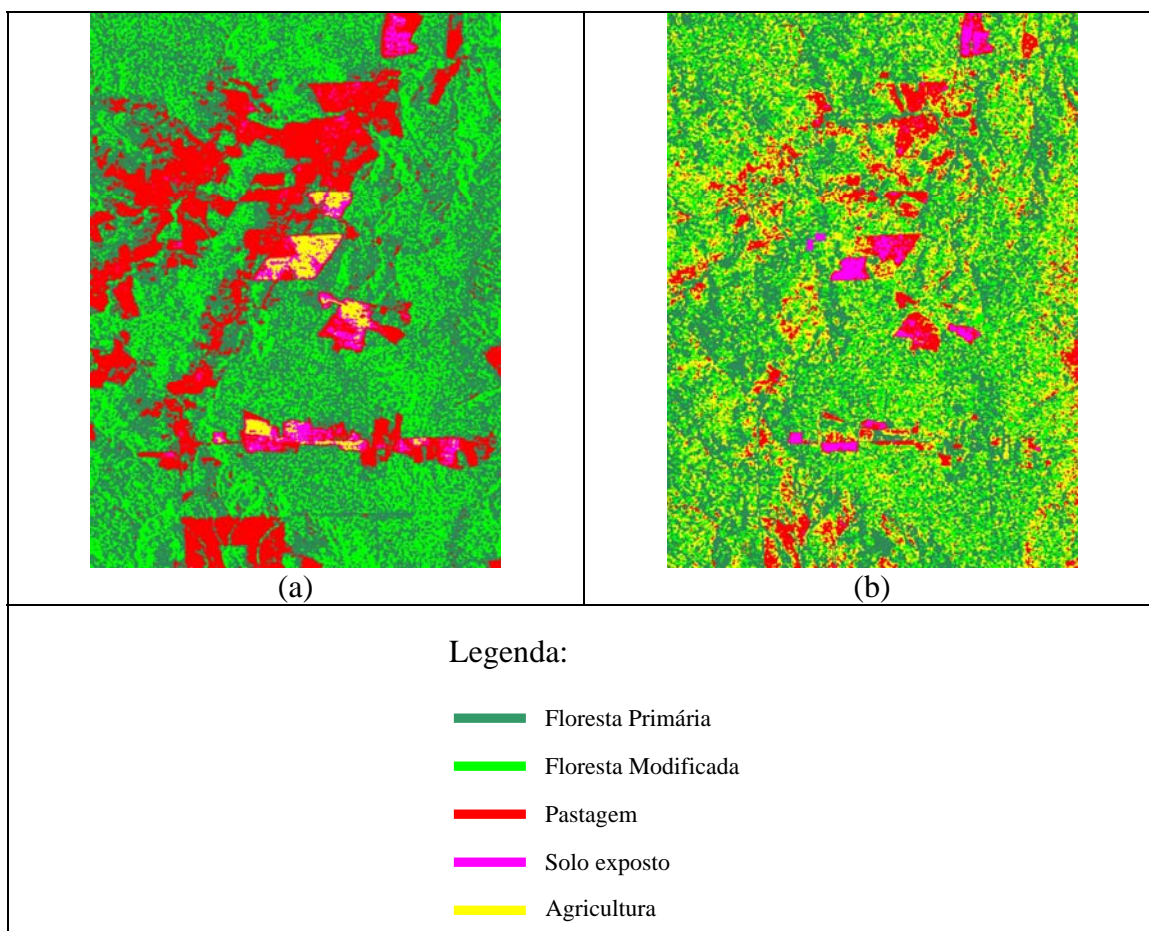 (a)
(b)
Legenda:
Floresta Primária
Floresta Modificada
Pastagem
Solo exposto
Agricultura